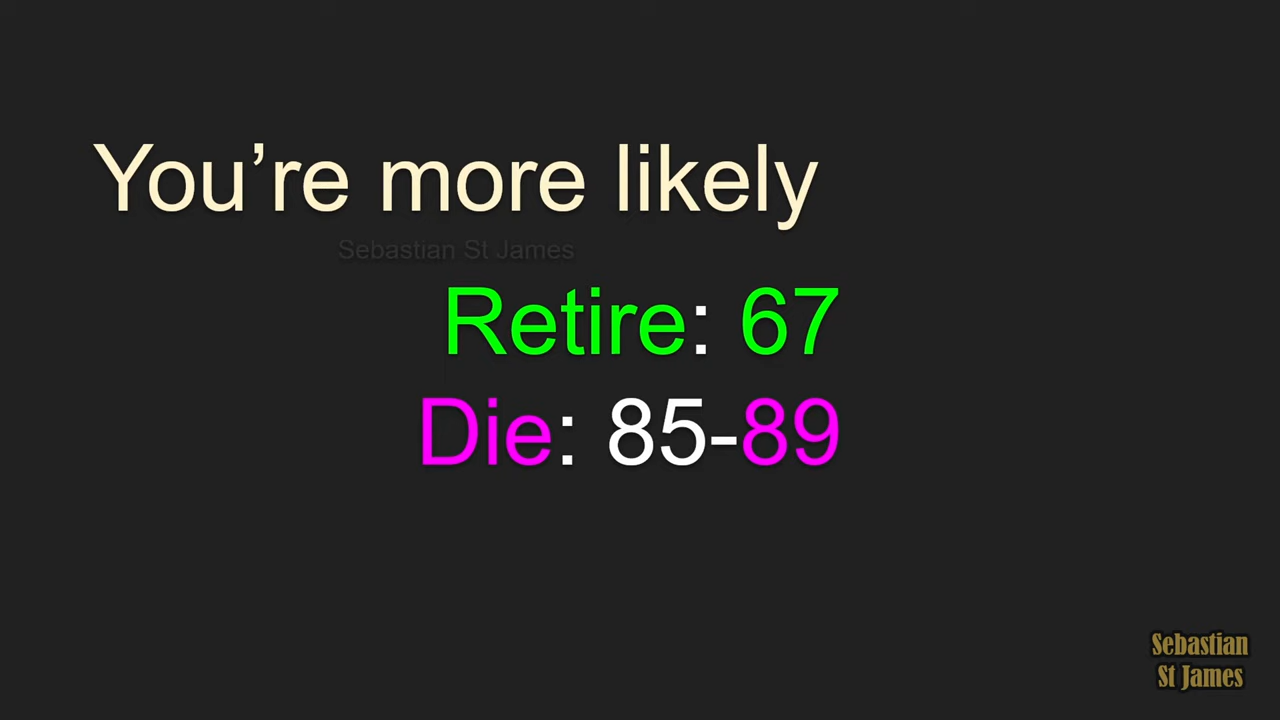 You’re more likely
Sebastian St James
Retire: 67
Die: 85-89
Sebastian
St James